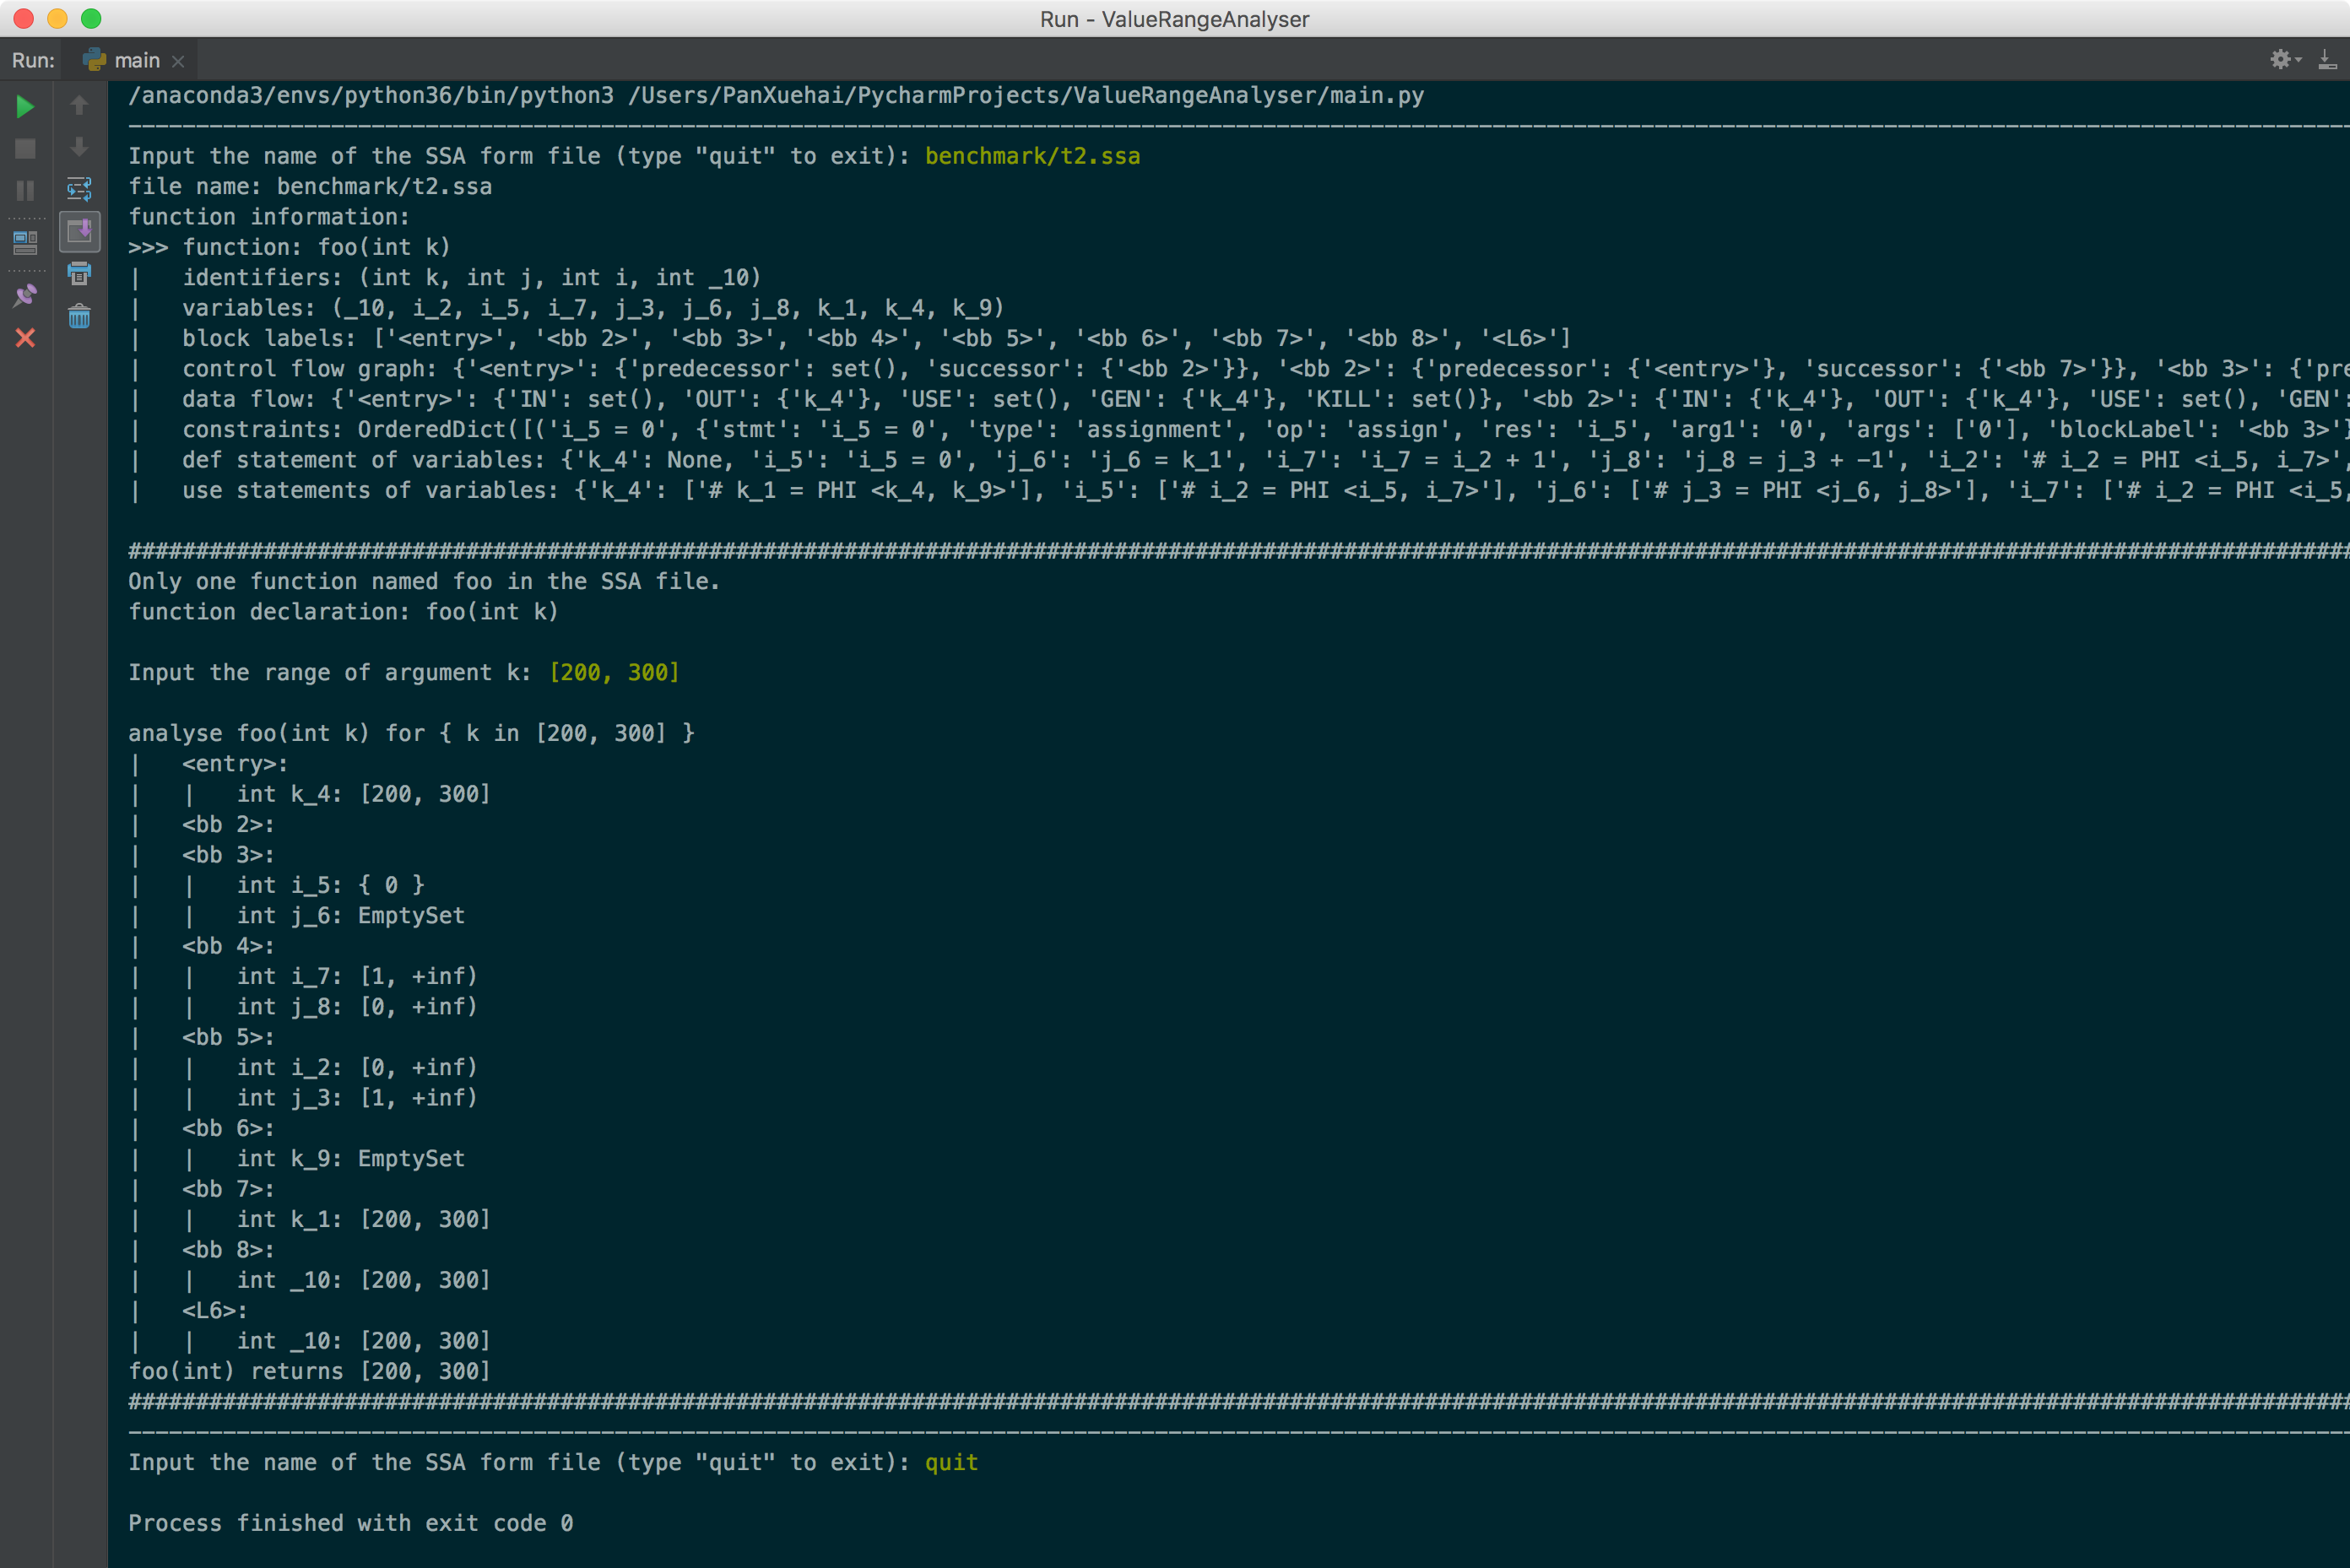 Run - ValueRangeAnalyser
Run: main
/anaconda3/envs/python36/bin/python3 /Users/PanXuehai/PycharmProjects/ValueRangeAnalyser/main.py
Input the name of the SSA form file (type "quit" to exit): benchmark/t2.ssa
file name: benchmark/t2.ssa
function information:
>>> function: foo(int k)
|   identifiers: (int k, int j, int i, int _10)
|   variables: (_10, i_2, i_5, i_7, j_3, j_6, j_8, k_1, k_4, k_9)
|   block labels: ['<entry>', '<bb 2>', '<bb 3>', '<bb 4>', '<bb 5>', '<bb 6>', '<bb 7>', '<bb 8>', '<L6>']
|   control flow graph: {'<entry>': {'predecessor': set(), 'successor': {'<bb 2>'}}, '<bb 2>': {'predecessor': {'<entry>'}, 'successor': {'<bb 7>'}}, '<bb 3>': {'pre
|   data flow: {'<entry>': {'IN': set(), 'OUT': {'k_4'}, 'USE': set(), 'GEN': {'k_4'}, 'KILL': set()}, '<bb 2>': {'IN': {'k_4'}, 'OUT': {'k_4'}, 'USE': set(), 'GEN':
|   constraints: OrderedDict([('i_5 = 0', {'stmt': 'i_5 = 0', 'type': 'assignment', 'op': 'assign', 'res': 'i_5', 'arg1': '0', 'args': ['0'], 'blockLabel': '<bb 3>'}
|   def statement of variables: {'k_4': None, 'i_5': 'i_5 = 0', 'j_6': 'j_6 = k_1', 'i_7': 'i_7 = i_2 + 1', 'j_8': 'j_8 = j_3 + -1', 'i_2': '# i_2 = PHI <i_5, i_7>',
|   use statements of variables: {'k_4': ['# k_1 = PHI <k_4, k_9>'], 'i_5': ['# i_2 = PHI <i_5, i_7>'], 'j_6': ['# j_3 = PHI <j_6, j_8>'], 'i_7': ['# i_2 = PHI <i_5,
Only one function named foo in the SSA file.
function declaration: foo(int k)
Input the range of argument k: [200, 300]
analyse foo(int k) for { k in [200, 300] }
|   <entry>:
|   |   int k_4: [200, 300]
|   <bb 2>:
|   <bb 3>:
|   |   int i_5: { 0 }
|   |   int j_6: EmptySet
|   <bb 4>:
|   |   int i_7: [1, +inf)
|   |   int j_8: [0, +inf)
|   <bb 5>:
|   |   int i_2: [0, +inf)
|   |   int j_3: [1, +inf)
|   <bb 6>:
|   |   int k_9: EmptySet
|   <bb 7>:
|   |   int k_1: [200, 300]
|   <bb 8>:
|   |   int _10: [200, 300]
|   <L6>:
|   |   int _10: [200, 300]
foo(int) returns [200, 300]
Input the name of the SSA form file (type "quit" to exit): quit
Process finished with exit code 0